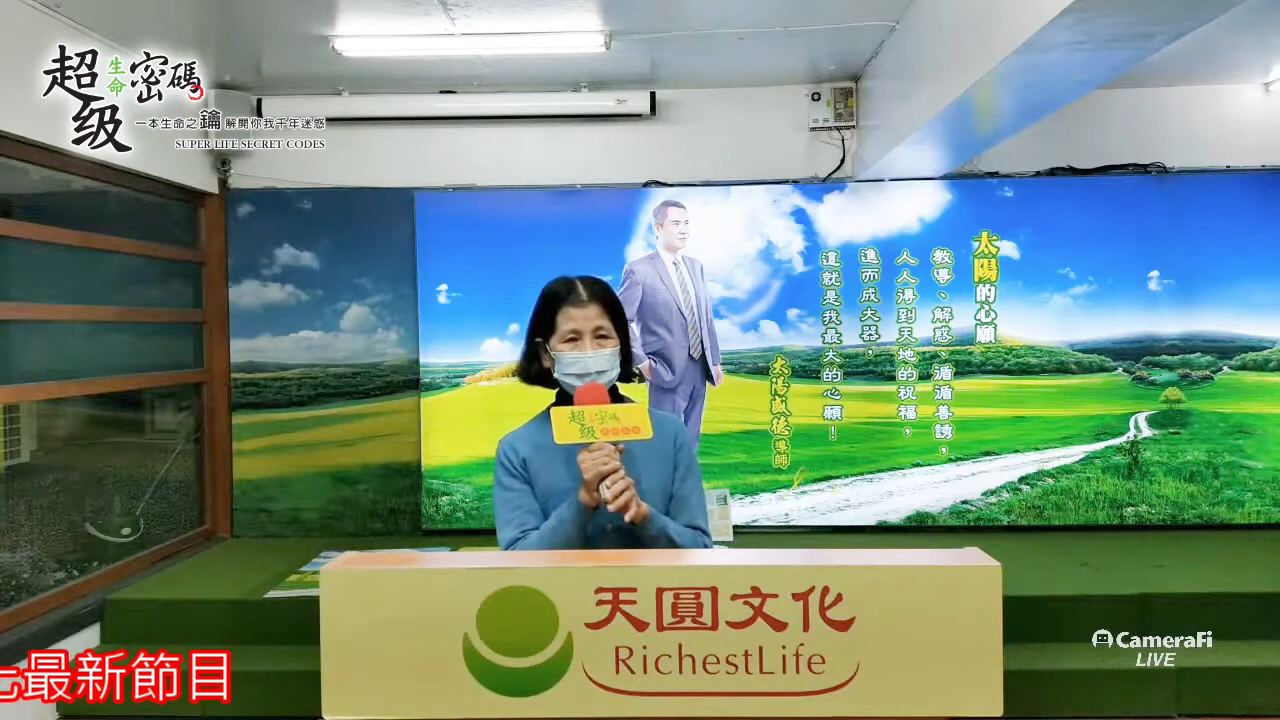 超級生命密碼
一本生命之鑰 解開你我千年迷惑
SUPER LIFE SECRET CODES
太陽的心願
教導、解惑、循循善誘，
人人得到天地的祝福，
進而成大器，
這就是我最大的心願！
太陽盛德導師
超級生命密碼
天圓文化
RichestLife
最新節目
CameraFi
LIVE